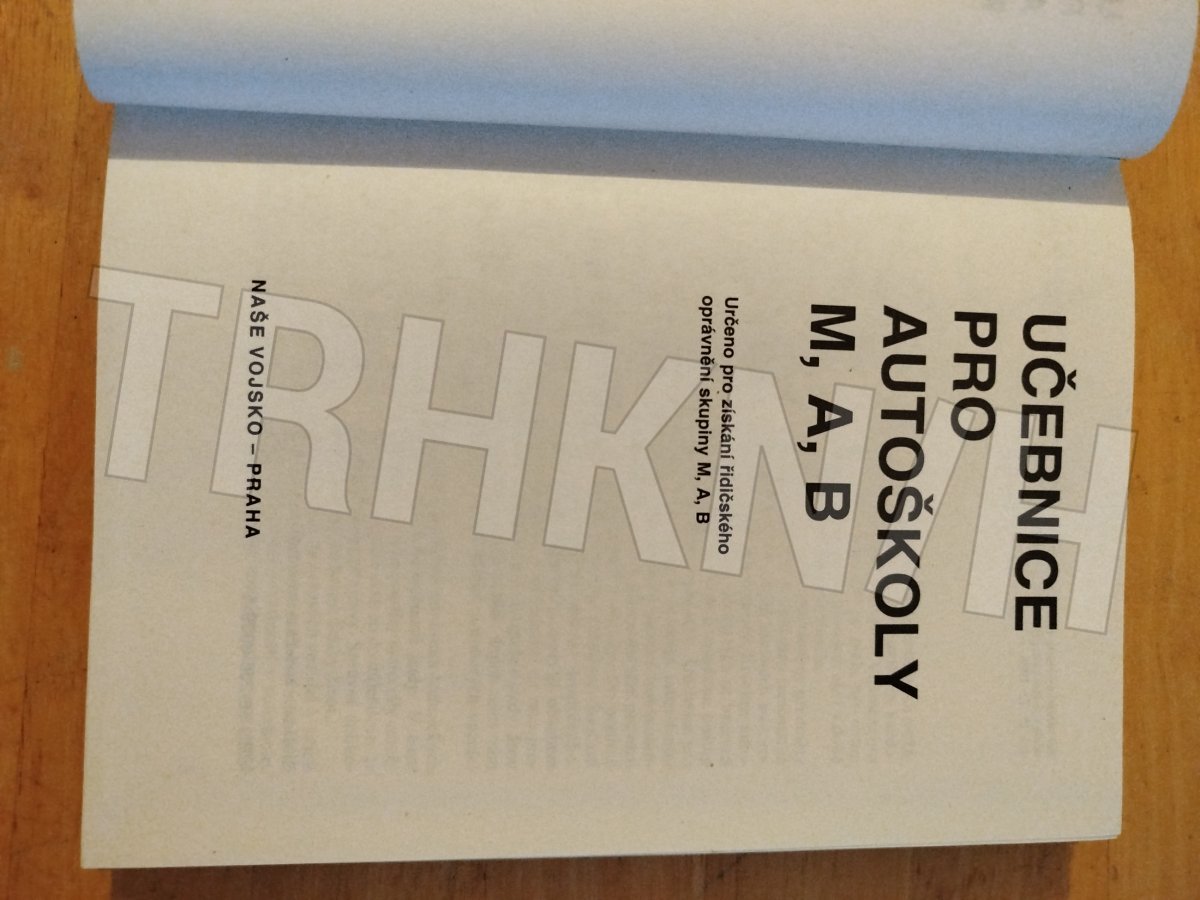 UČEBNICE
PRO
AUTOŠKOLY
M, A, B
Určeno pro získání řidičského
oprávnění skupiny M, A, B
NAŠE VOJSKO – PRAHA
TRHKNIH